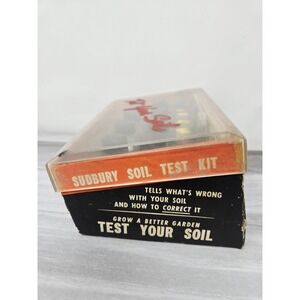 SUDBURY SOIL TEST KIT
TELLS WHAT'S WRONG
WITH YOUR SOIL
AND HOW TO CORRECT IT
GROW A BETTER GARDEN
TEST YOUR SOIL